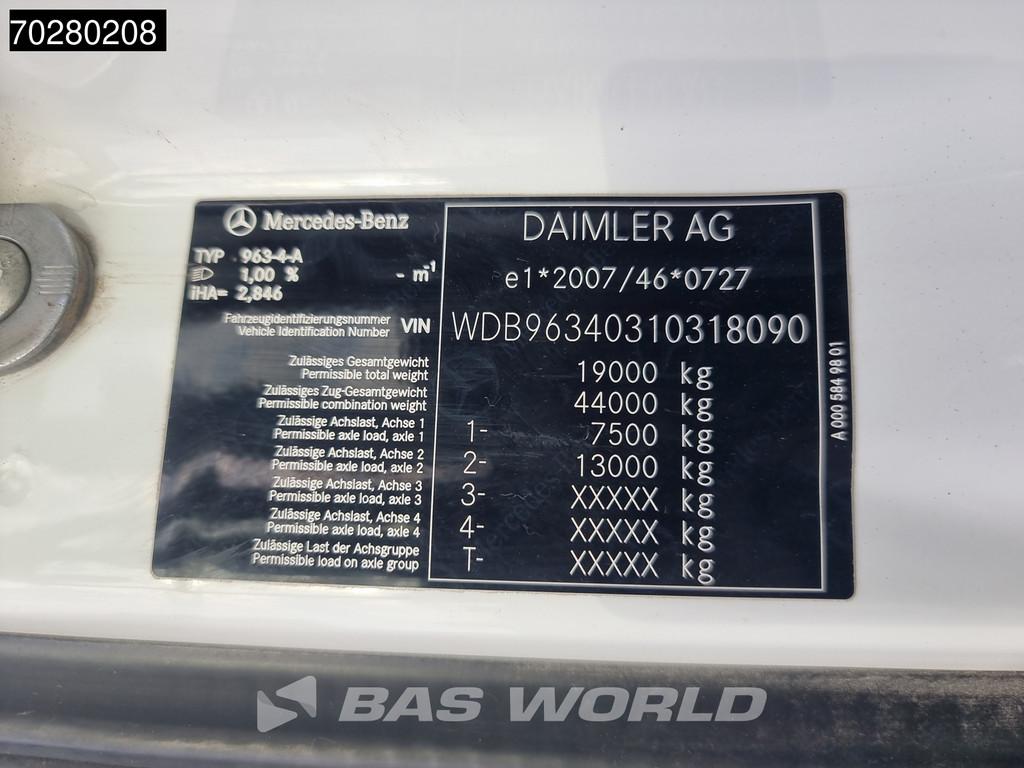 70280208
Mercedes-Benz
TYP 963-4-A
1,00 % - m⁻¹
iHA= 2,846
DAIMLER AG
e1*2007/46*0727
Fahrzeugidentifizierungsnummer
Vehicle Identification Number VIN WDB96340310318090
Zulässiges Gesamtgewicht
Permissible total weight 19000 kg
Zulässiges Zug-Gesamtgewicht
Permissible combination weight 44000 kg
Zulässige Achslast, Achse 1
Permissible axle load, axle 1 1- 7500 kg
Zulässige Achslast, Achse 2
Permissible axle load, axle 2 2- 13000 kg
Zulässige Achslast, Achse 3
Permissible axle load, axle 3 3- XXXXX kg
Zulässige Achslast, Achse 4
Permissible axle load, axle 4 4- XXXXX kg
Zulässige Last der Achsgruppe
Permissible load on axle group T- XXXXX kg
A 000 584 98 01
BAS WORLD